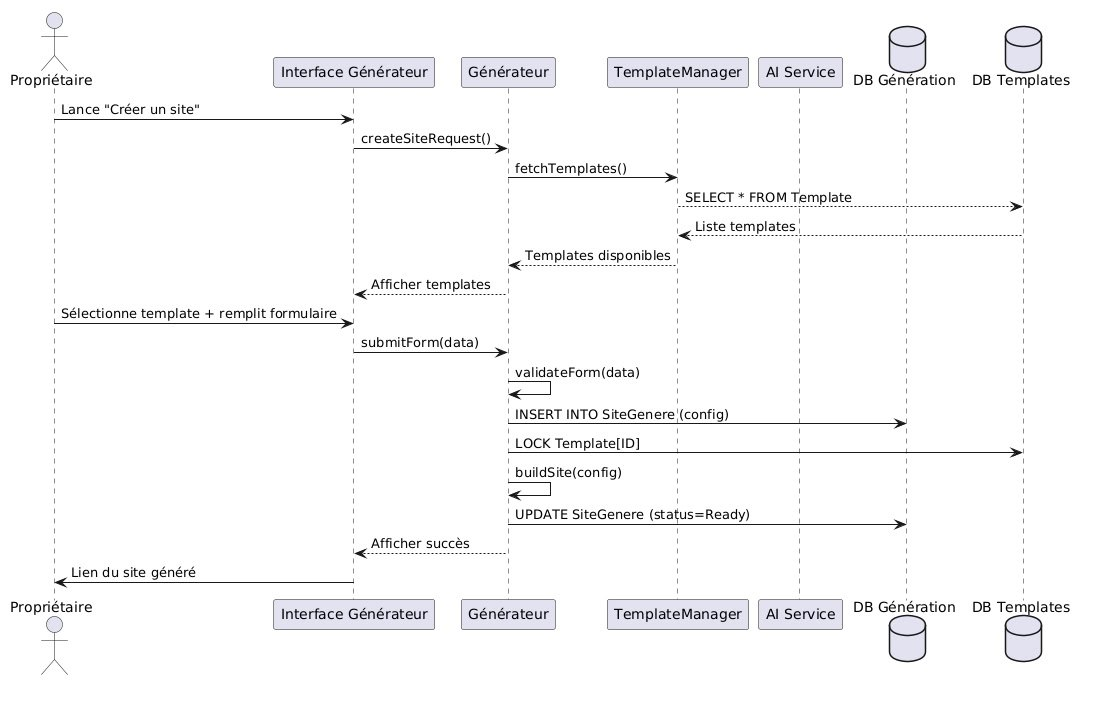 Propriétaire
Interface Générateur
Générateur
TemplateManager
AI Service
DB Génération
DB Templates
Lance "Créer un site"
createSiteRequest()
fetchTemplates()
SELECT * FROM Template
Liste templates
Templates disponibles
Afficher templates
Sélectionne template + remplit formulaire
submitForm(data)
validateForm(data)
INSERT INTO SiteGenere (config)
LOCK Template[ID]
buildSite(config)
UPDATE SiteGenere (status=Ready)
Afficher succès
Lien du site généré
Propriétaire
Interface Générateur
Générateur
TemplateManager
AI Service
DB Génération
DB Templates